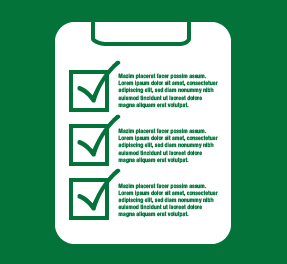 Mazim placerat facer possim assum.
Lorem ipsum dolor sit amet, consectetuer
adipiscing elit, sed diam nonummy nibh
euismod tincidunt ut laoreet dolore
magna aliquam erat volutpat.
Mazim placerat facer possim assum.
Lorem ipsum dolor sit amet, consectetuer
adipiscing elit, sed diam nonummy nibh
euismod tincidunt ut laoreet dolore
magna aliquam erat volutpat.
Mazim placerat facer possim assum.
Lorem ipsum dolor sit amet, consectetuer
adipiscing elit, sed diam nonummy nibh
euismod tincidunt ut laoreet dolore
magna aliquam erat volutpat.